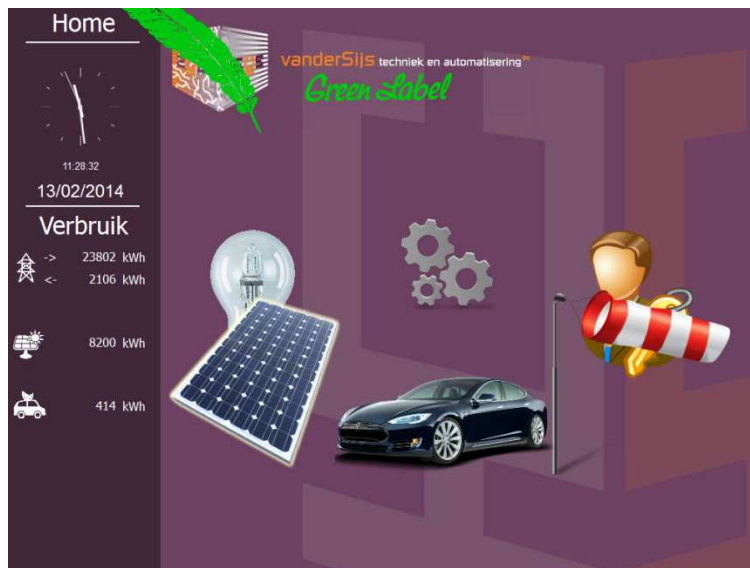 Home
11:28:32
13/02/2014
Verbruik
-> 23802 kWh
<- 2106 kWh
8200 kWh
414 kWh
vanderSijs techniek en automatisering
Green Label